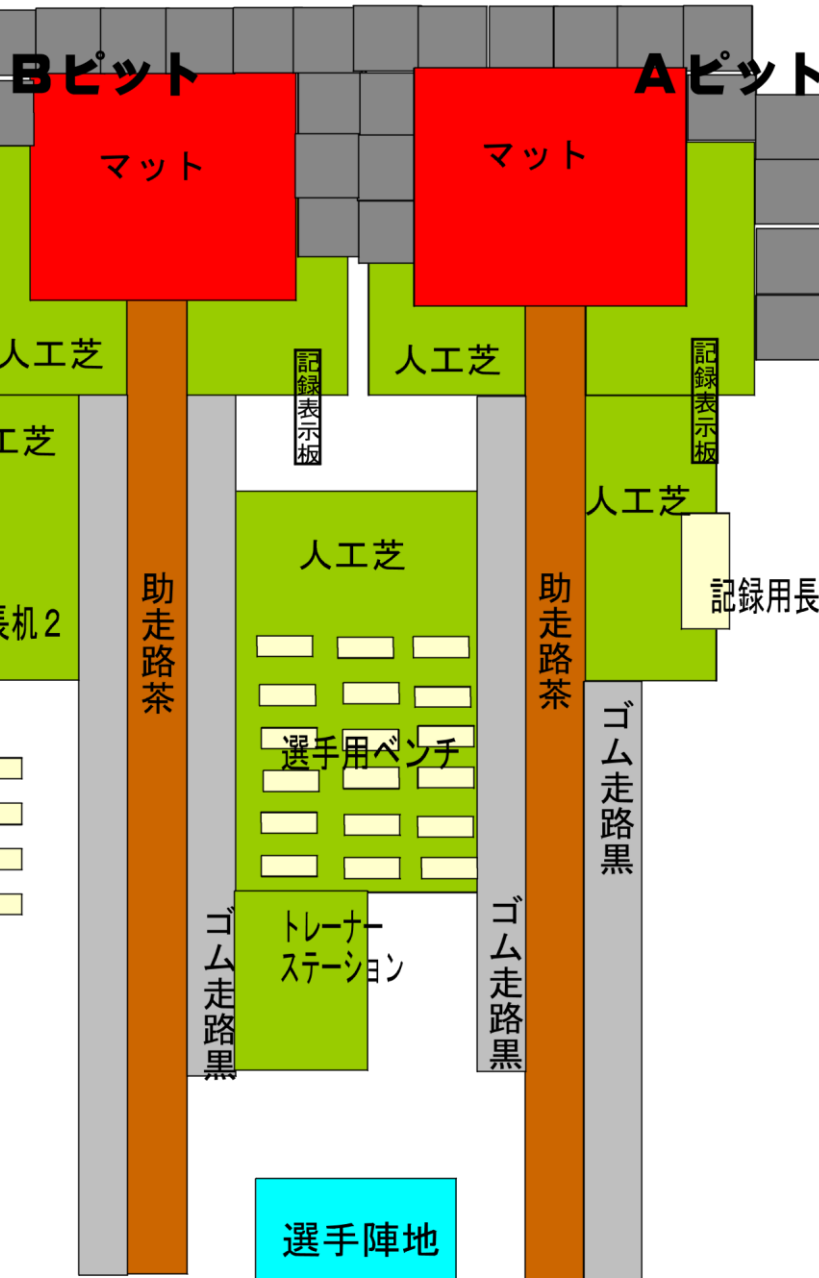 Bピット
Aピット
マット
マット
人工芝
人工芝
記録表示板
記録表示板
工芝
人工芝
人工芝
助走路茶
助走路茶
記録用長
長机2
ゴム走路黒
選手用ベンチ
ゴム走路黒
ゴム走路黒
トレーナー
ステーション
選手陣地